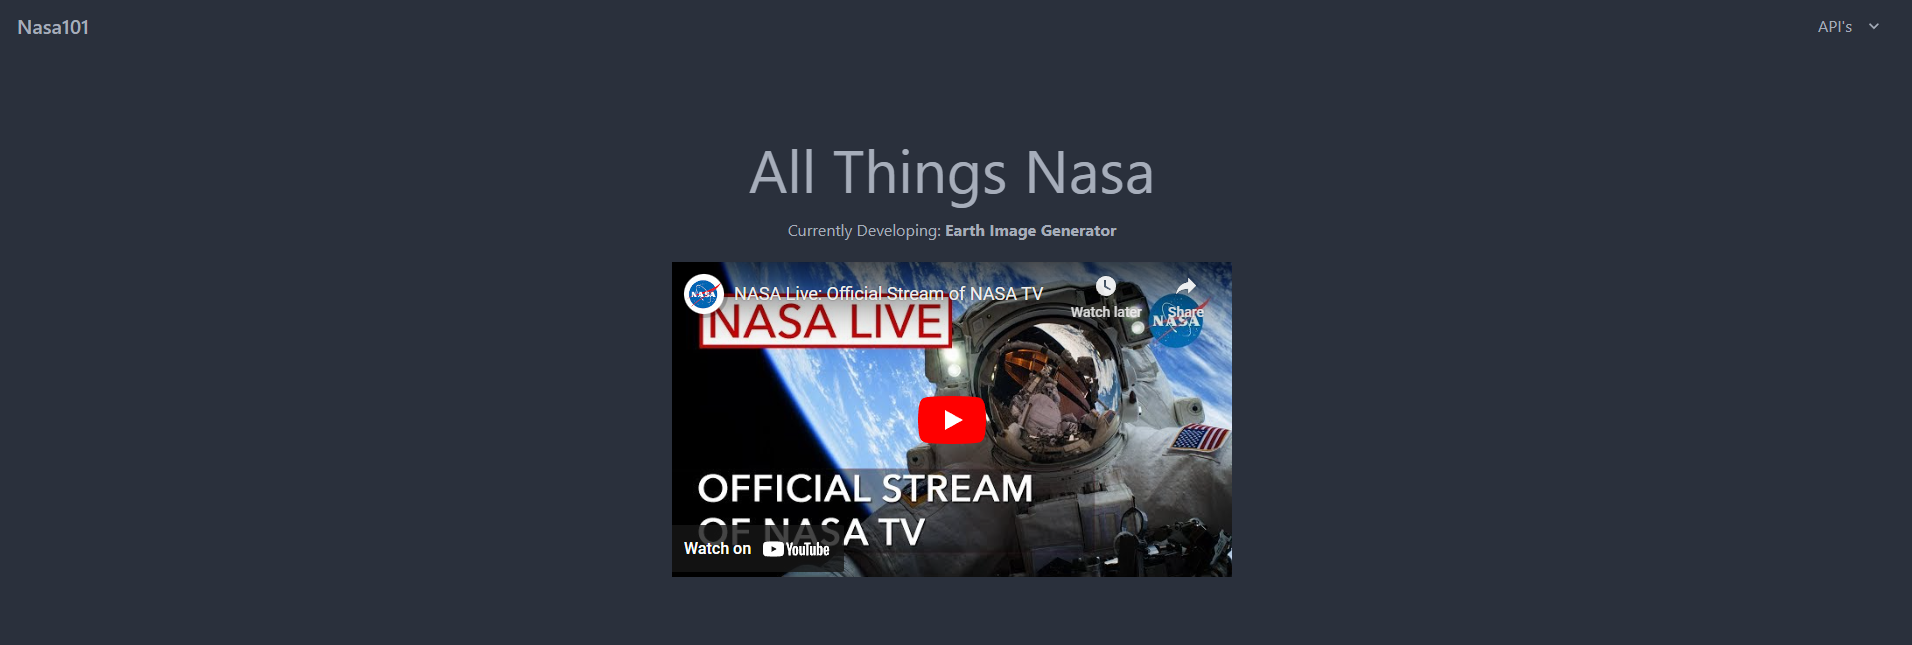 Nasa101
API's
All Things Nasa
Currently Developing: Earth Image Generator
NASA
NASA Live: Official Stream of NASA TV
Watch later
Share
NASA LIVE
NASA
OFFICIAL STREAM
OF NASA TV
Watch on YouTube